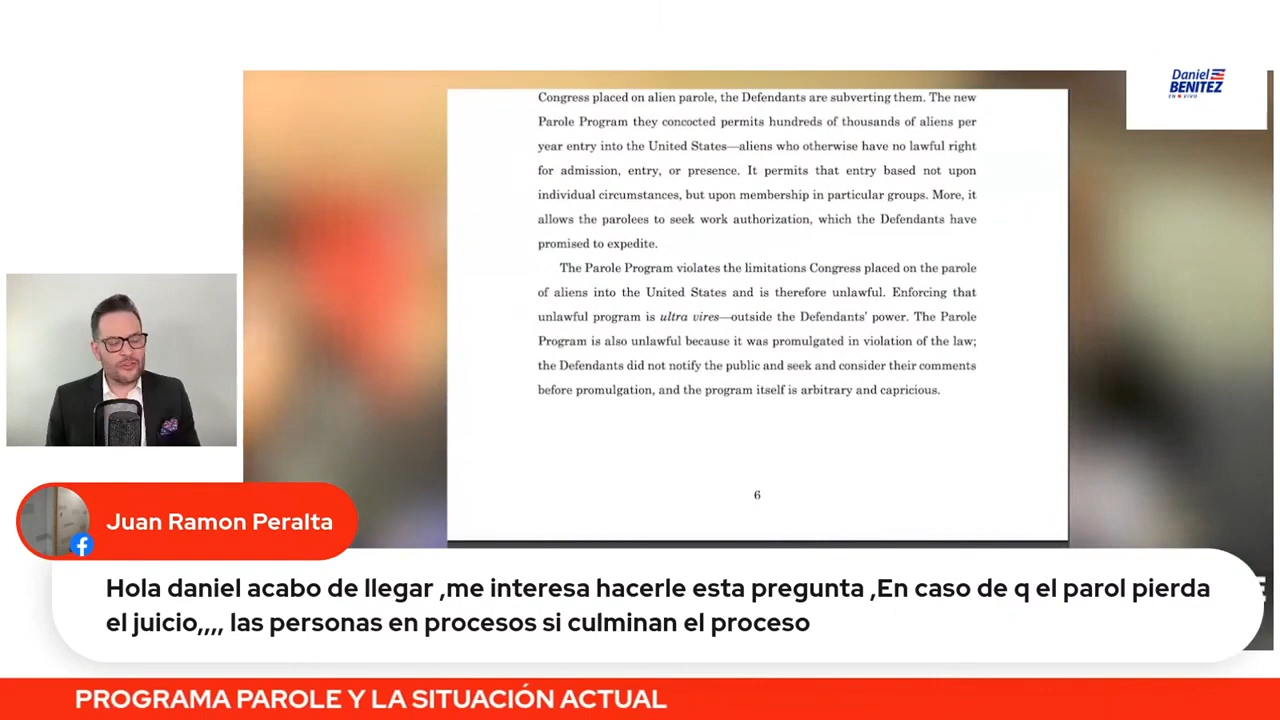 Daniel
BENITEZ
EN VIVO
Congress placed on alien parole, the Defendants are subverting them. The new
Parole Program they concocted permits hundreds of thousands of aliens per
year entry into the United States—aliens who otherwise have no lawful right
for admission, entry, or presence. It permits that entry based not upon
individual circumstances, but upon membership in particular groups. More, it
allows the parolees to seek work authorization, which the Defendants have
promised to expedite.
The Parole Program violates the limitations Congress placed on the parole
of aliens into the United States and is therefore unlawful. Enforcing that
unlawful program is ultra vires—outside the Defendants' power. The Parole
Program is also unlawful because it was promulgated in violation of the law;
the Defendants did not notify the public and seek and consider their comments
before promulgation, and the program itself is arbitrary and capricious.
6
Juan Ramon Peralta
Hola daniel acabo de llegar ,me interesa hacerle esta pregunta ,En caso de q el parol pierda
el juicio,,,, las personas en procesos si culminan el proceso
PROGRAMA PAROLE Y LA SITUACIÓN ACTUAL